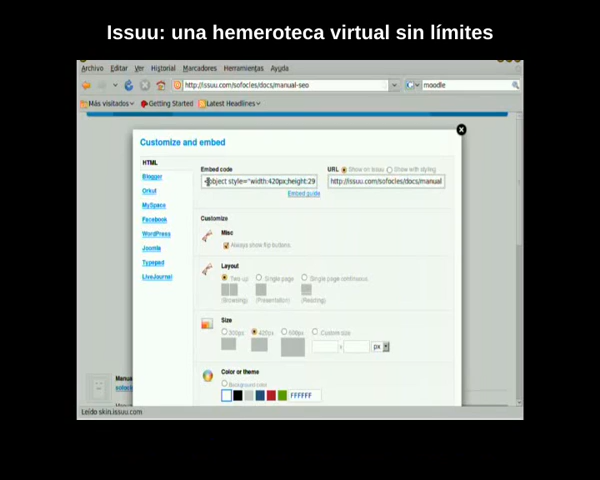 Issuu: una hemeroteca virtual sin límites
Archivo Editar Ver Historial Marcadores Herramientas Ayuda
http://issuu.com/sofocles/docs/manual-seo
moodle
Más visitados Getting Started Latest Headlines
Customize and embed
HTML
Blogger
Orkut
MySpace
Facebook
WordPress
Joomla
Typepad
LiveJournal
Embed code
object style="width:420px;height:29
Embed guide
URL Show on Issuu Show with styling
http://issuu.com/sofocles/docs/manual
Customize
Misc
Always show flip buttons
Layout
Two up Single page Single page continuous
(Browsing) (Presentation) (Reading)
Size
300px 420px 600px Custom size
x px
Color or theme
Background color
FFFFFF
Manua
sofocle
Leído skin.issuu.com